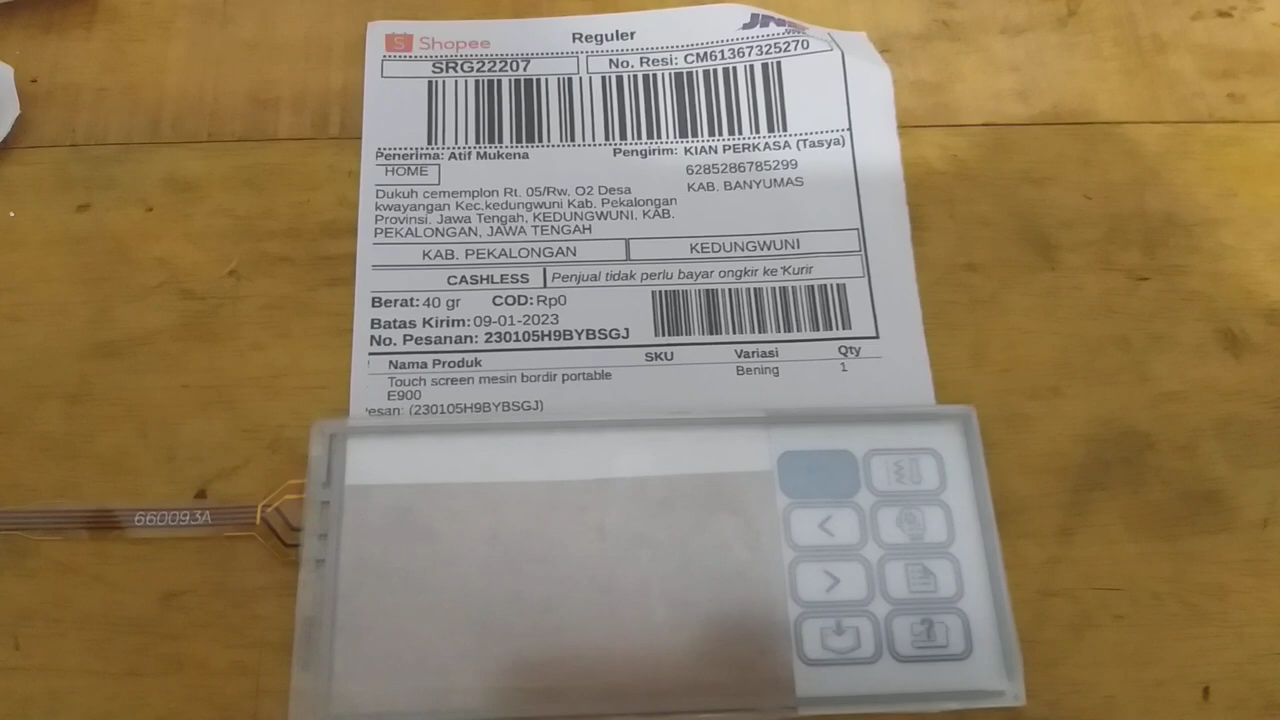 Shopee
Reguler
JNE
SRG22207
No. Resi: CM61367325270
Penerima: Atif Mukena
Pengirim: KIAN PERKASA (Tasya)
HOME
6285286785299
KAB. BANYUMAS
Dukuh cememplon Rt. 05/Rw. O2 Desa
kwayangan Kec,kedungwuni Kab. Pekalongan
Provinsi. Jawa Tengah, KEDUNGWUNI, KAB.
PEKALONGAN, JAWA TENGAH
KAB. PEKALONGAN
KEDUNGWUNI
CASHLESS
Penjual tidak perlu bayar ongkir ke Kurir
Berat: 40 gr COD: Rp0
Batas Kirim: 09-01-2023
No. Pesanan: 230105H9BYBSGJ
Nama Produk SKU Variasi Qty
Touch screen mesin bordir portable Bening 1
E900
esan: (230105H9BYBSGJ)
660093A